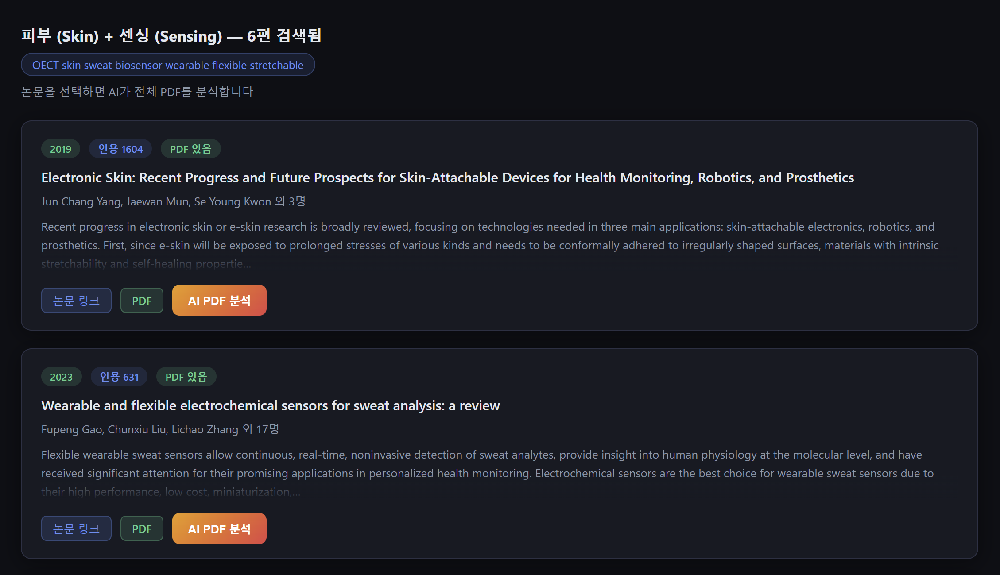 피부 (Skin) + 센싱 (Sensing) — 6편 검색됨
OECT skin sweat biosensor wearable flexible stretchable
논문을 선택하면 AI가 전체 PDF를 분석합니다
2019 인용 1604 PDF 있음
Electronic Skin: Recent Progress and Future Prospects for Skin-Attachable Devices for Health Monitoring, Robotics, and Prosthetics
Jun Chang Yang, Jaewan Mun, Se Young Kwon 외 3명
Recent progress in electronic skin or e-skin research is broadly reviewed, focusing on technologies needed in three main applications: skin-attachable electronics, robotics, and
prosthetics. First, since e-skin will be exposed to prolonged stresses of various kinds and needs to be conformally adhered to irregularly shaped surfaces, materials with intrinsic
stretchability and self-healing propertie...
논문 링크 PDF AI PDF 분석
2023 인용 631 PDF 있음
Wearable and flexible electrochemical sensors for sweat analysis: a review
Fupeng Gao, Chunxiu Liu, Lichao Zhang 외 17명
Flexible wearable sweat sensors allow continuous, real-time, noninvasive detection of sweat analytes, provide insight into human physiology at the molecular level, and have
received significant attention for their promising applications in personalized health monitoring. Electrochemical sensors are the best choice for wearable sweat sensors due to
their high performance, low cost, miniaturization,...
논문 링크 PDF AI PDF 분석